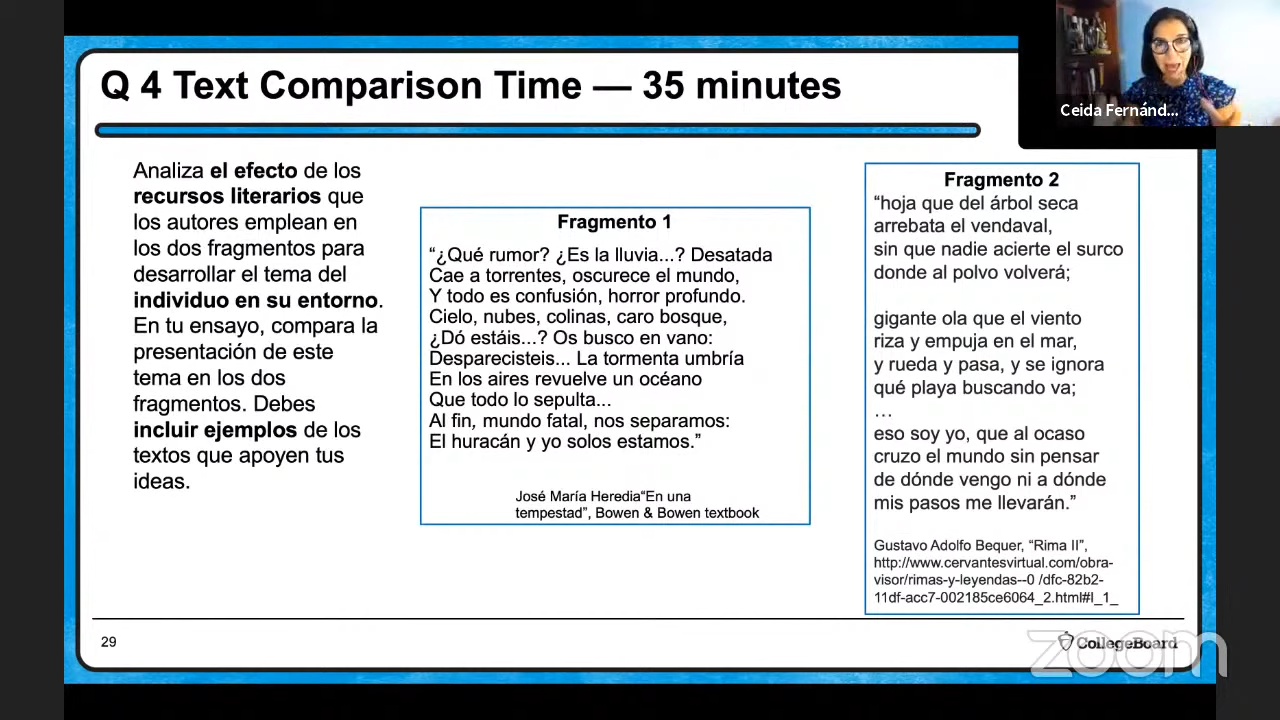 Q 4 Text Comparison Time — 35 minutes
Ceida Fernánd...
Analiza el efecto de los
recursos literarios que
los autores emplean en
los dos fragmentos para
desarrollar el tema del
individuo en su entorno.
En tu ensayo, compara la
presentación de este
tema en los dos
fragmentos. Debes
incluir ejemplos de los
textos que apoyen tus
ideas.
Fragmento 1
“¿Qué rumor? ¿Es la lluvia...? Desatada
Cae a torrentes, oscurece el mundo,
Y todo es confusión, horror profundo.
Cielo, nubes, colinas, caro bosque,
¿Dó estáis...? Os busco en vano:
Desparecisteis... La tormenta umbría
En los aires revuelve un océano
Que todo lo sepulta...
Al fin, mundo fatal, nos separamos:
El huracán y yo solos estamos.”
José María Heredia“En una
tempestad”, Bowen & Bowen textbook
Fragmento 2
“hoja que del árbol seca
arrebata el vendaval,
sin que nadie acierte el surco
donde al polvo volverá;
gigante ola que el viento
riza y empuja en el mar,
y rueda y pasa, y se ignora
qué playa buscando va;
…
eso soy yo, que al ocaso
cruzo el mundo sin pensar
de dónde vengo ni a dónde
mis pasos me llevarán.”
Gustavo Adolfo Bequer, “Rima II”,
http://www.cervantesvirtual.com/obra-
visor/rimas-y-leyendas--0 /dfc-82b2-
11df-acc7-002185ce6064_2.html#I_1_
29
CollegeBoard
zoom